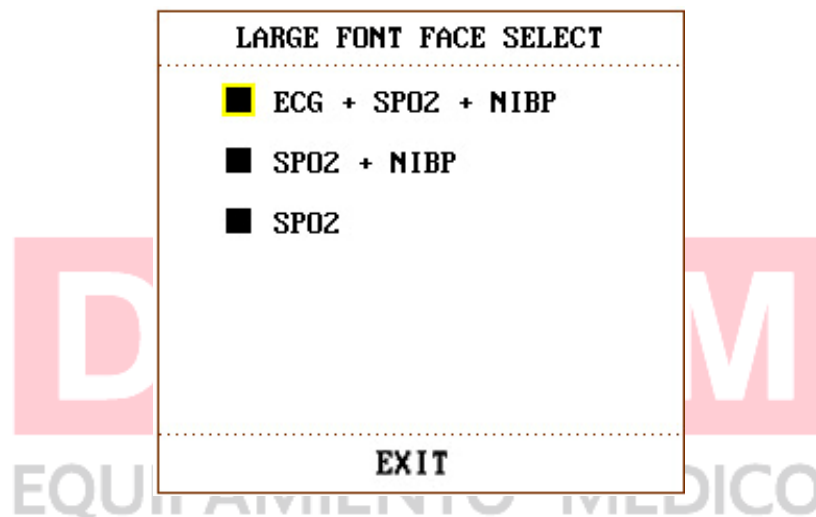 LARGE FONT FACE SELECT
ECG + SPO2 + NIBP
SPO2 + NIBP
SPO2
EXIT